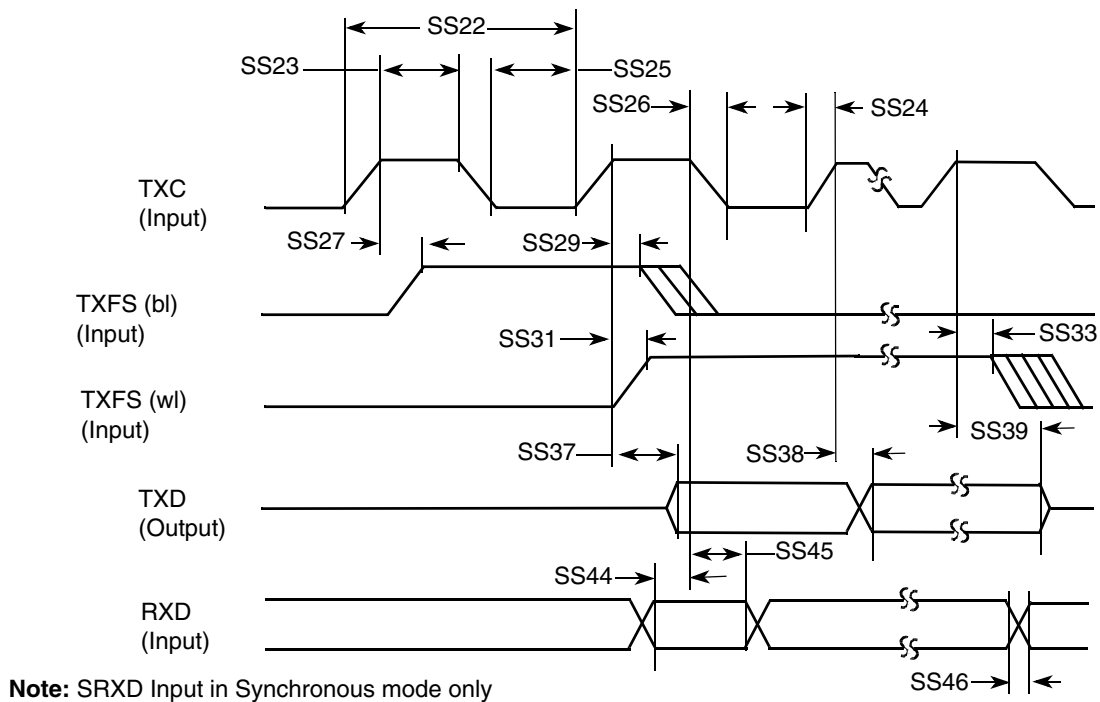 SS22
SS23
SS25
SS26
SS24
TXC
(Input)
SS27
SS29
TXFS (bl)
(Input)
SS31
SS33
TXFS (wl)
(Input)
SS39
SS37
SS38
TXD
(Output)
SS45
SS44
RXD
(Input)
SS46
Note: SRXD Input in Synchronous mode only